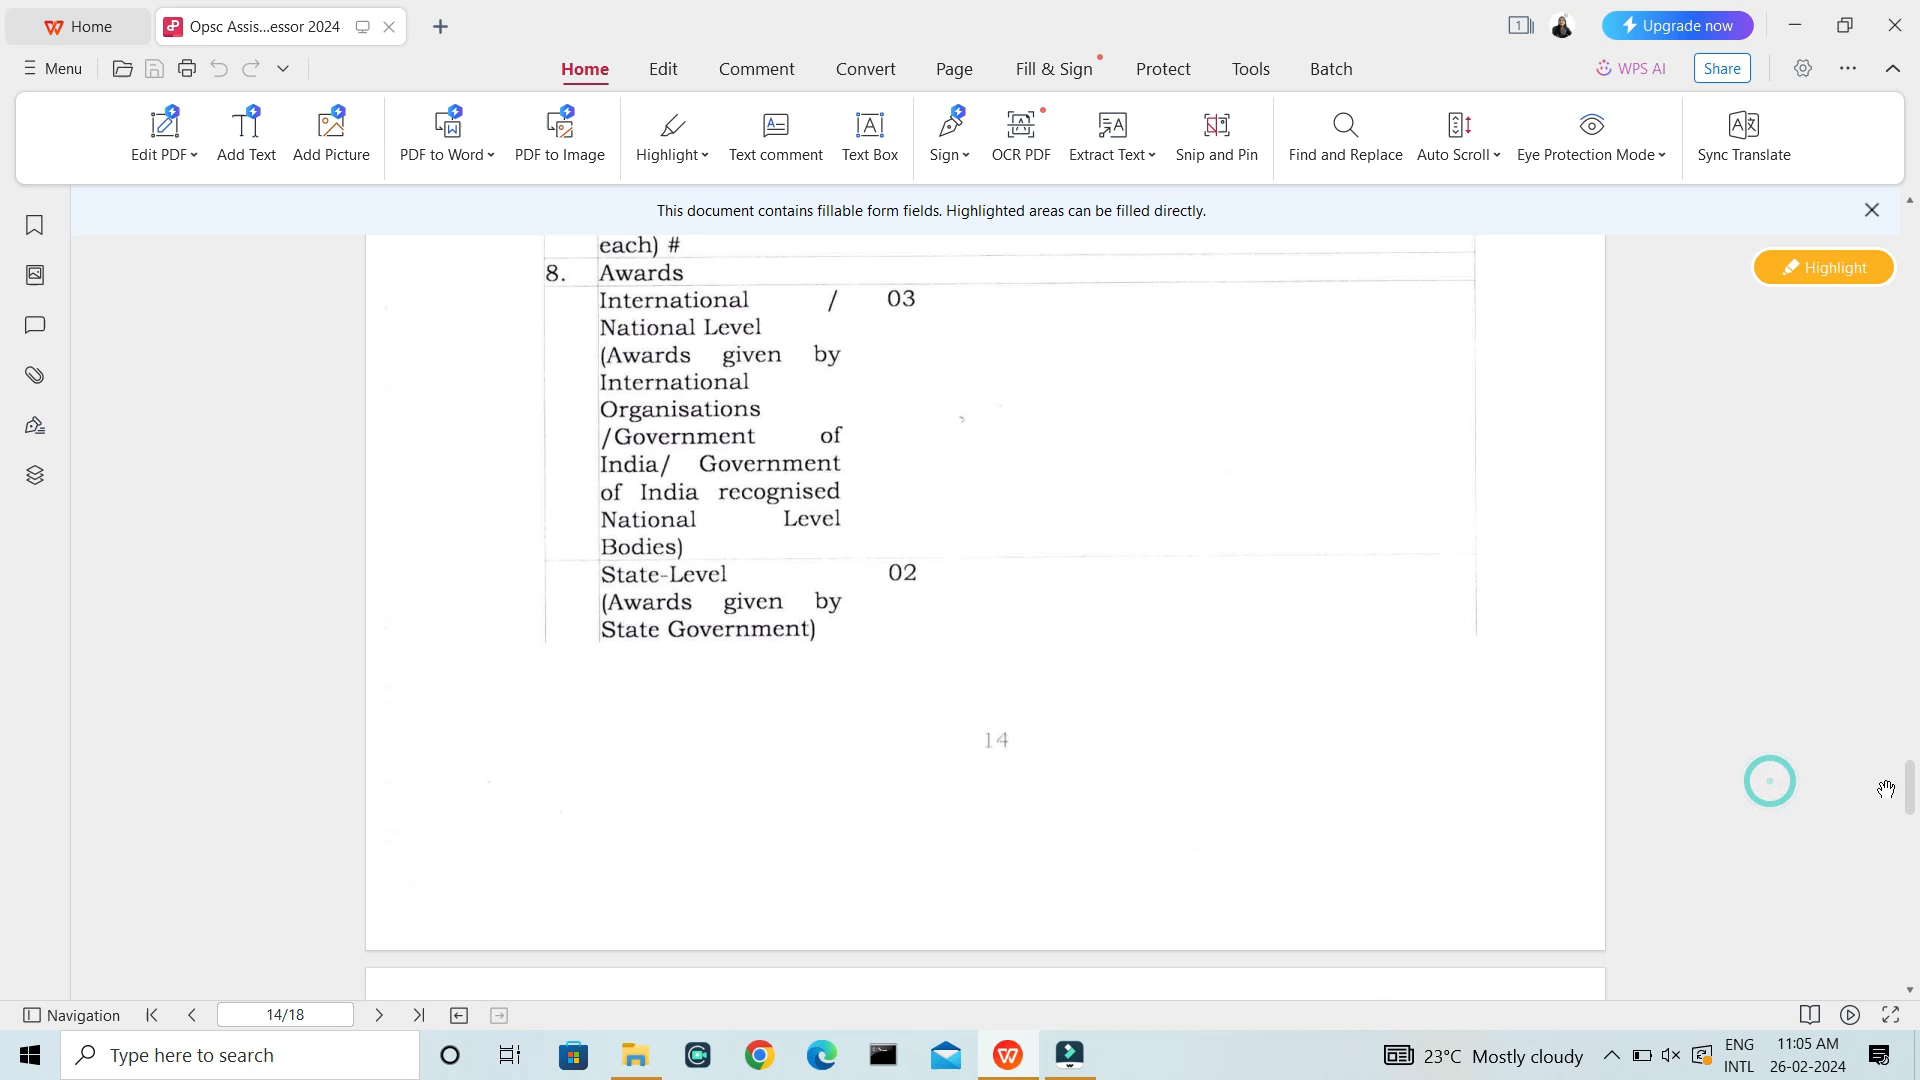 Home
Opsc Assis...essor 2024
1
Upgrade now
Menu
Home
Edit
Comment
Convert
Page
Fill & Sign
Protect
Tools
Batch
WPS AI
Share
Edit PDF
Add Text
Add Picture
PDF to Word
PDF to Image
Highlight
Text comment
Text Box
Sign
OCR PDF
Extract Text
Snip and Pin
Find and Replace
Auto Scroll
Eye Protection Mode
Sync Translate
This document contains fillable form fields. Highlighted areas can be filled directly.
Highlight
each) #
8. Awards
International / 03
National Level
(Awards given by
International
Organisations
/Government of
India/ Government
of India recognised
National Level
Bodies)
State-Level 02
(Awards given by
State Government)
14
Navigation
14/18
Type here to search
23°C Mostly cloudy
ENG
INTL
11:05 AM
26-02-2024